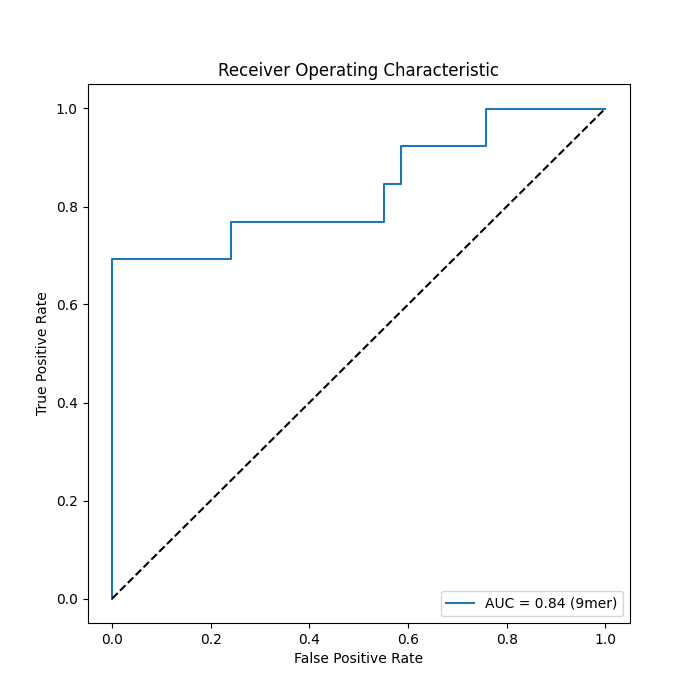 Receiver Operating Characteristic
1.0
0.8
0.6
0.4
0.2
0.0
True Positive Rate
AUC = 0.84 (9mer)
0.0 0.2 0.4 0.6 0.8 1.0
False Positive Rate